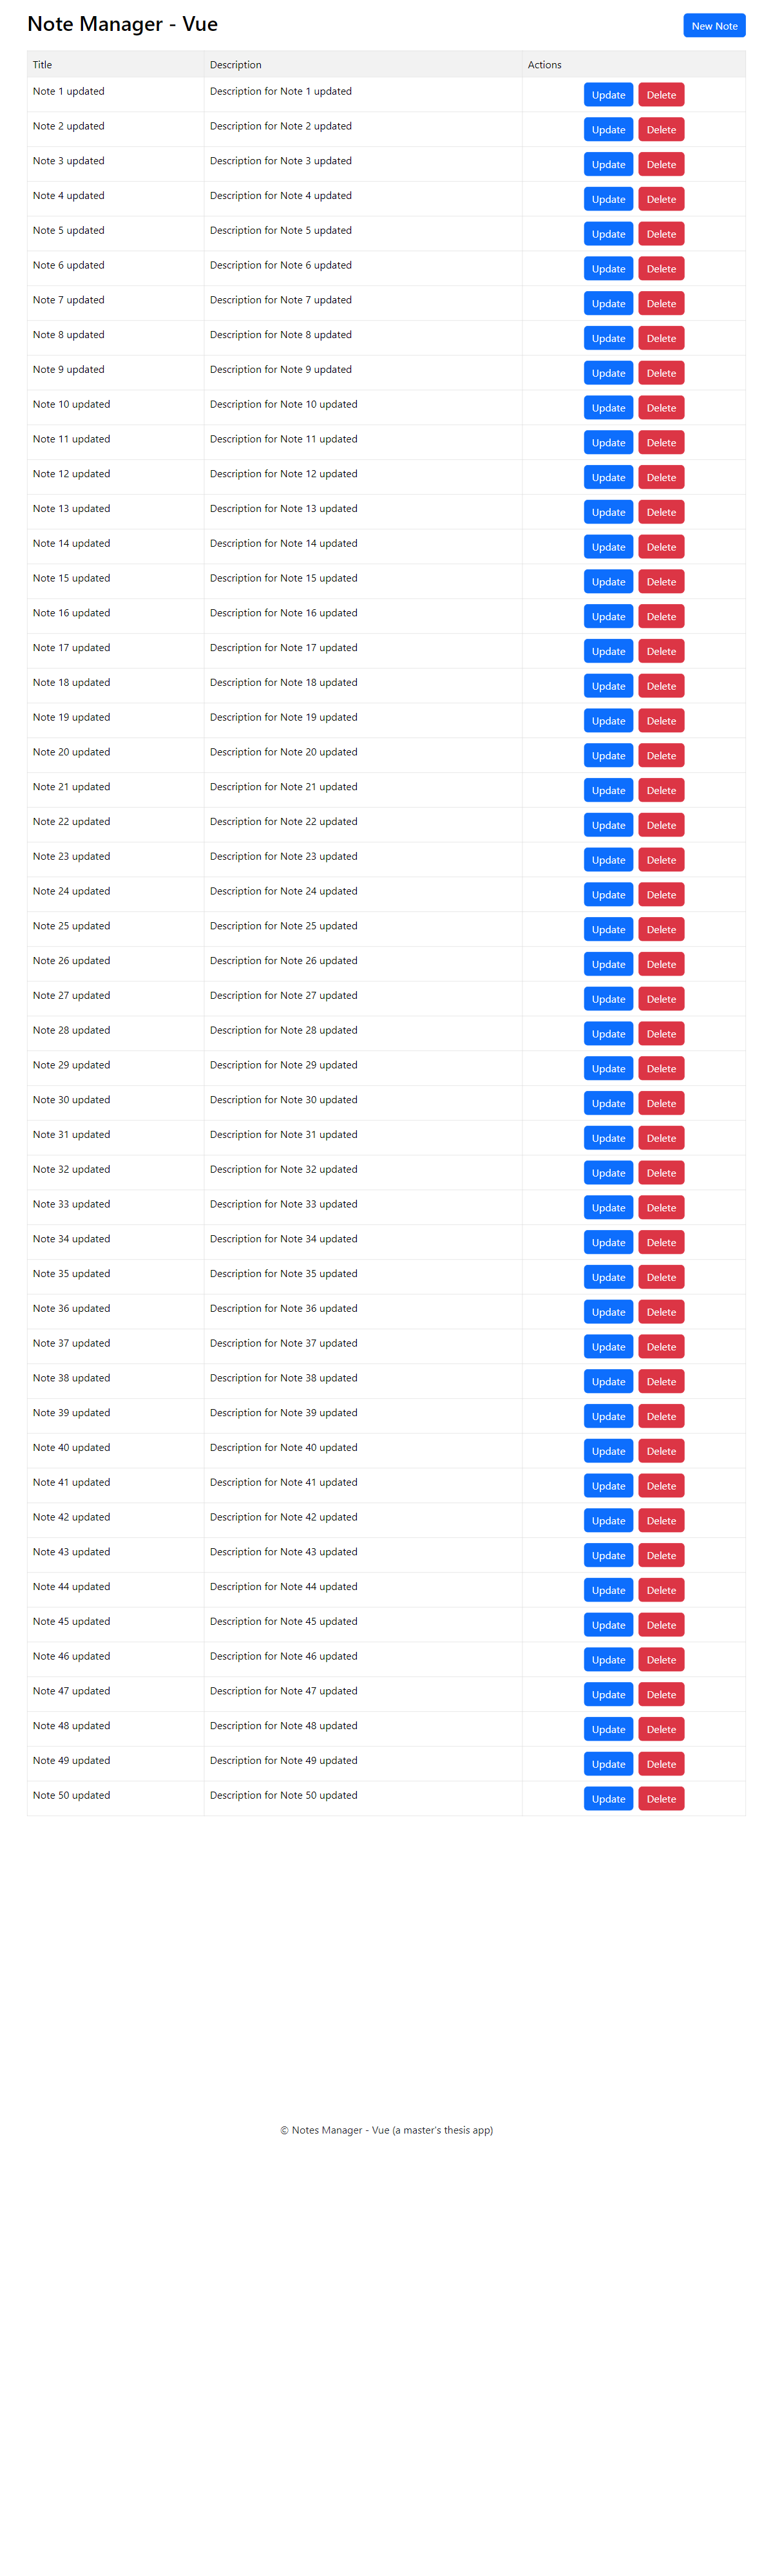 Note Manager - Vue New Note
Title Description Actions
Note 1 updated Description for Note 1 updated Update Delete
Note 2 updated Description for Note 2 updated Update Delete
Note 3 updated Description for Note 3 updated Update Delete
Note 4 updated Description for Note 4 updated Update Delete
Note 5 updated Description for Note 5 updated Update Delete
Note 6 updated Description for Note 6 updated Update Delete
Note 7 updated Description for Note 7 updated Update Delete
Note 8 updated Description for Note 8 updated Update Delete
Note 9 updated Description for Note 9 updated Update Delete
Note 10 updated Description for Note 10 updated Update Delete
Note 11 updated Description for Note 11 updated Update Delete
Note 12 updated Description for Note 12 updated Update Delete
Note 13 updated Description for Note 13 updated Update Delete
Note 14 updated Description for Note 14 updated Update Delete
Note 15 updated Description for Note 15 updated Update Delete
Note 16 updated Description for Note 16 updated Update Delete
Note 17 updated Description for Note 17 updated Update Delete
Note 18 updated Description for Note 18 updated Update Delete
Note 19 updated Description for Note 19 updated Update Delete
Note 20 updated Description for Note 20 updated Update Delete
Note 21 updated Description for Note 21 updated Update Delete
Note 22 updated Description for Note 22 updated Update Delete
Note 23 updated Description for Note 23 updated Update Delete
Note 24 updated Description for Note 24 updated Update Delete
Note 25 updated Description for Note 25 updated Update Delete
Note 26 updated Description for Note 26 updated Update Delete
Note 27 updated Description for Note 27 updated Update Delete
Note 28 updated Description for Note 28 updated Update Delete
Note 29 updated Description for Note 29 updated Update Delete
Note 30 updated Description for Note 30 updated Update Delete
Note 31 updated Description for Note 31 updated Update Delete
Note 32 updated Description for Note 32 updated Update Delete
Note 33 updated Description for Note 33 updated Update Delete
Note 34 updated Description for Note 34 updated Update Delete
Note 35 updated Description for Note 35 updated Update Delete
Note 36 updated Description for Note 36 updated Update Delete
Note 37 updated Description for Note 37 updated Update Delete
Note 38 updated Description for Note 38 updated Update Delete
Note 39 updated Description for Note 39 updated Update Delete
Note 40 updated Description for Note 40 updated Update Delete
Note 41 updated Description for Note 41 updated Update Delete
Note 42 updated Description for Note 42 updated Update Delete
Note 43 updated Description for Note 43 updated Update Delete
Note 44 updated Description for Note 44 updated Update Delete
Note 45 updated Description for Note 45 updated Update Delete
Note 46 updated Description for Note 46 updated Update Delete
Note 47 updated Description for Note 47 updated Update Delete
Note 48 updated Description for Note 48 updated Update Delete
Note 49 updated Description for Note 49 updated Update Delete
Note 50 updated Description for Note 50 updated Update Delete
© Notes Manager - Vue (a master's thesis app)